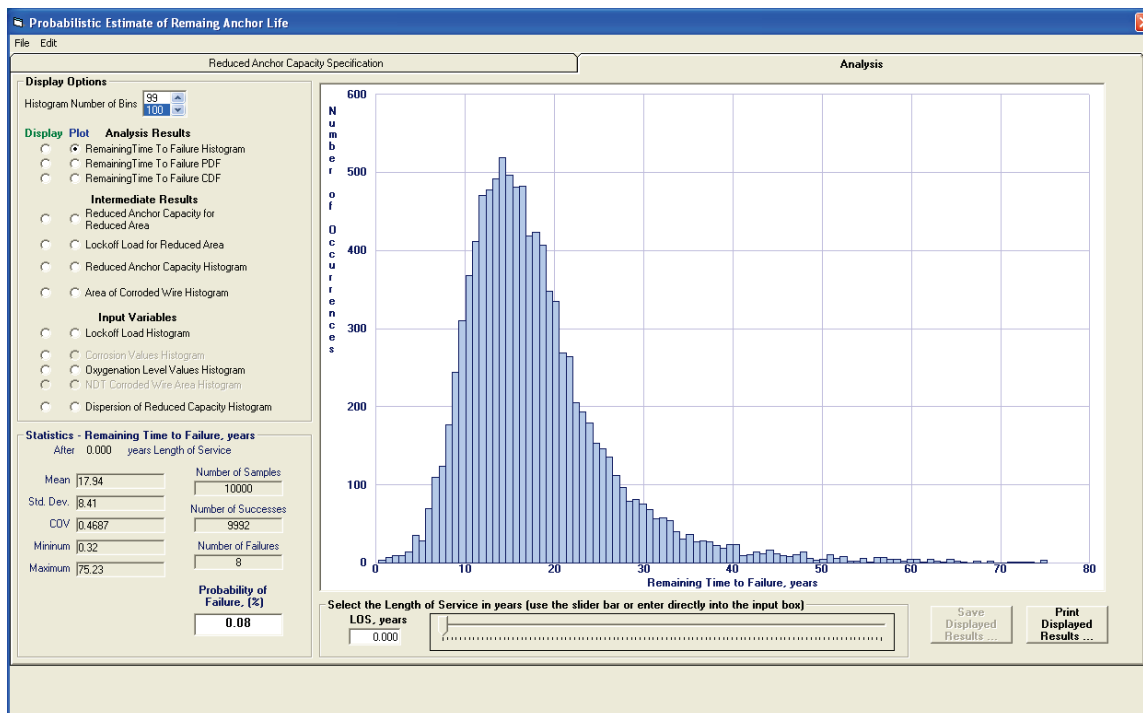 Probabilistic Estimate of Remaing Anchor Life
File Edit
Reduced Anchor Capacity Specification
Analysis
Display Options
Histogram Number of Bins
99
100
Display Plot Analysis Results
RemainingTime To Failure Histogram
RemainingTime To Failure PDF
RemainingTime To Failure CDF
Intermediate Results
Reduced Anchor Capacity for
Reduced Area
Lockoff Load for Reduced Area
Reduced Anchor Capacity Histogram
Area of Corroded Wire Histogram
Input Variables
Lockoff Load Histogram
Corrosion Values Histogram
Oxygenation Level Values Histogram
NDT Corroded Wire Area Histogram
Dispersion of Reduced Capacity Histogram
Statistics - Remaining Time to Failure, years
After 0.000 years Length of Service
Mean 17.94
Std. Dev. 8.41
COV 0.4687
Mininum 0.32
Maximum 75.23
Number of Samples
10000
Number of Successes
9992
Number of Failures
8
Probability of
Failure, (%)
0.08
Number of Occurrences
600
500
400
300
200
100
0
0 10 20 30 40 50 60 70 80
Remaining Time to Failure, years
Select the Length of Service in years (use the slider bar or enter directly into the input box)
LOS, years
0.000
Save
Displayed
Results ...
Print
Displayed
Results ...